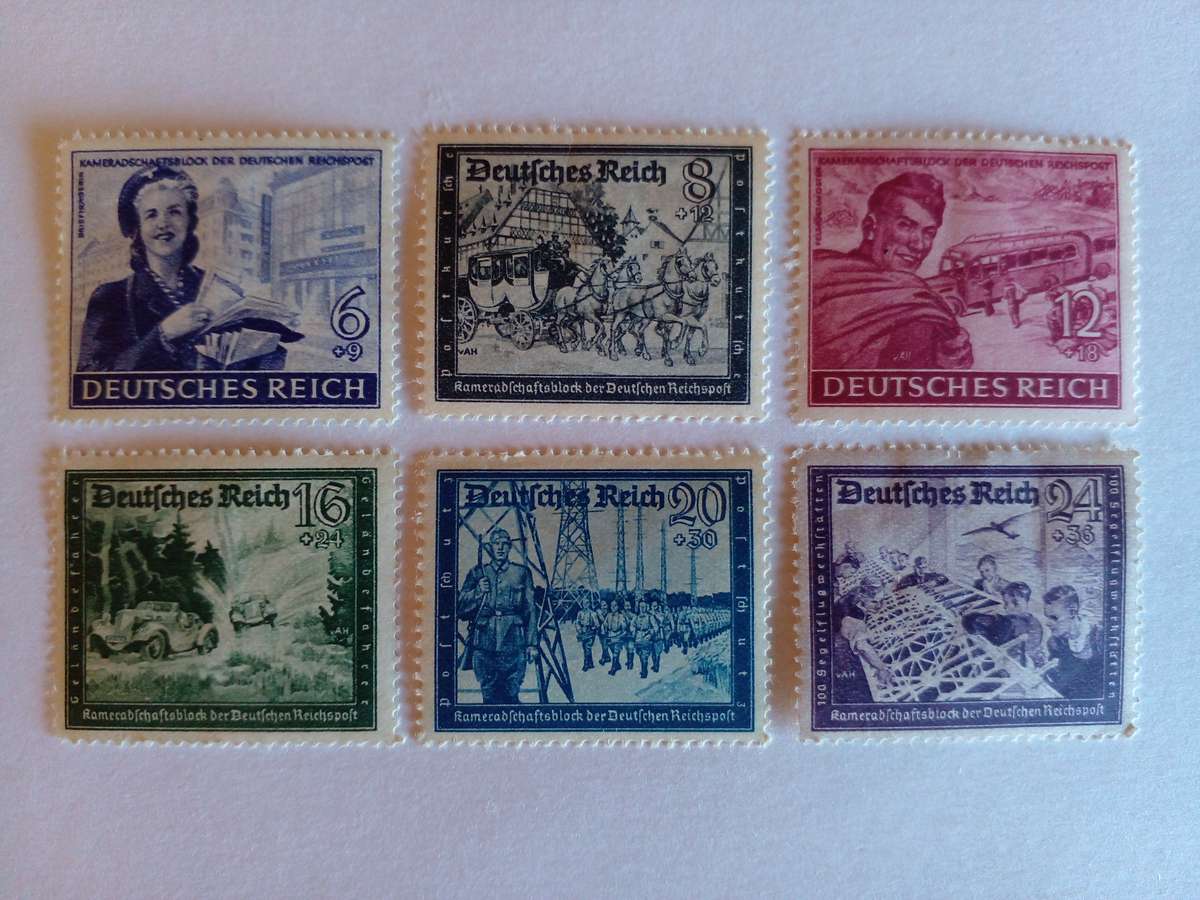 KAMERADSCHAFTSBLOCK DER DEUTSCHEN REICHSPOST
BRIEFTRÄGERIN
6
+9
DEUTSCHES REICH
Deutſches Reich
8
+12
Poſtkutſche
poſtkutſche
vAH
Kameradſchaftsblock der Deutſchen Reichspost
KAMERADSCHAFTSBLOCK DER DEUTSCHEN REICHSPOST
12
+18
vAH
DEUTSCHES REICH
Deutſches Reich
16
+24
Geländefahrer
Geländefahrer
vAH
Kameradſchaftsblock der Deutſchen Reichspost
Deutſches Reich
20
+30
Poſtſchutz
poſtſchutz
Kameradſchaftsblock der Deutſchen Reichspost
Deutſches Reich
24
+36
100 Segelflugwerkſtätten
100 Segelflugwerkſtätten
vAH
Kameradſchaftsblock der Deutſchen Reichspost